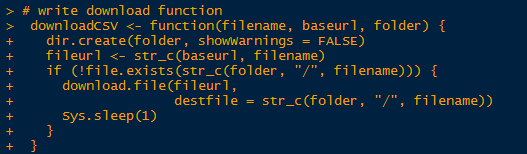 > # write download function
> downloadCSV <- function(filename, baseurl, folder) {
+   dir.create(folder, showWarnings = FALSE)
+   fileurl <- str_c(baseurl, filename)
+   if (!file.exists(str_c(folder, "/", filename))) {
+     download.file(fileurl,
+                   destfile = str_c(folder, "/", filename))
+     Sys.sleep(1)
+   }
+ }